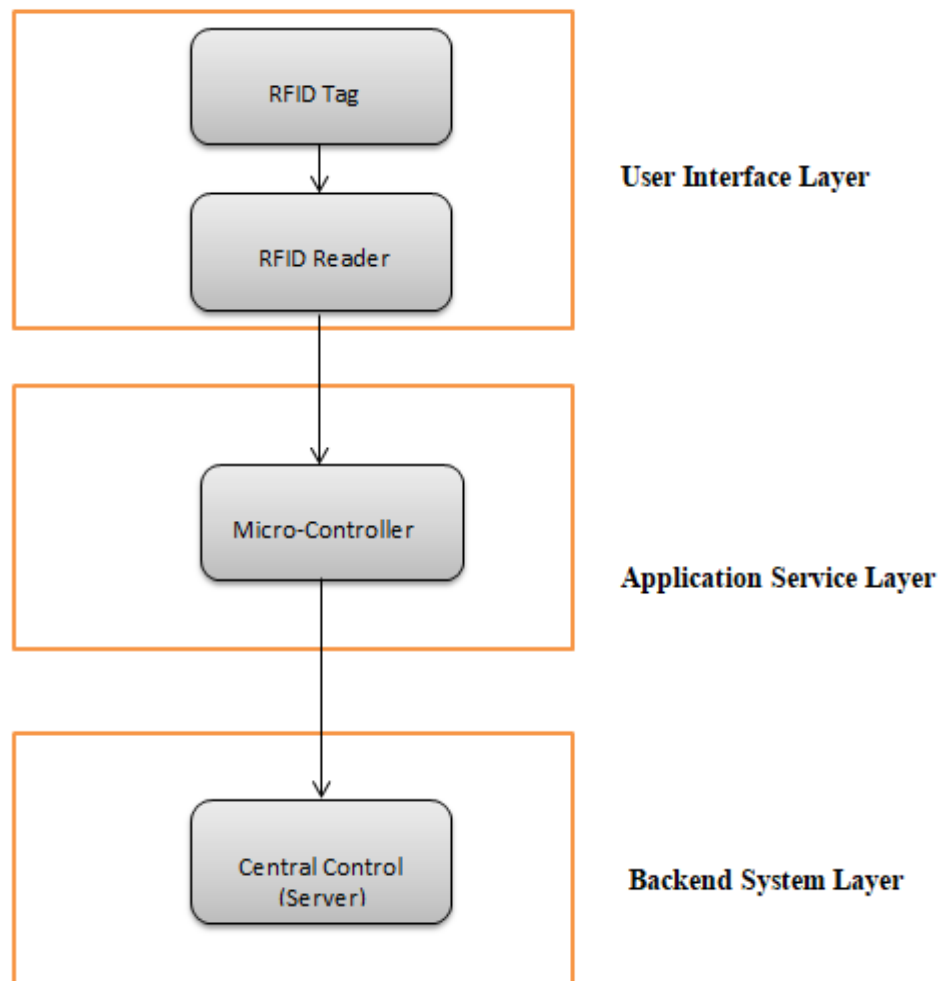 RFID Tag
User Interface Layer
RFID Reader
Micro-Controller
Application Service Layer
Central Control
(Server)
Backend System Layer